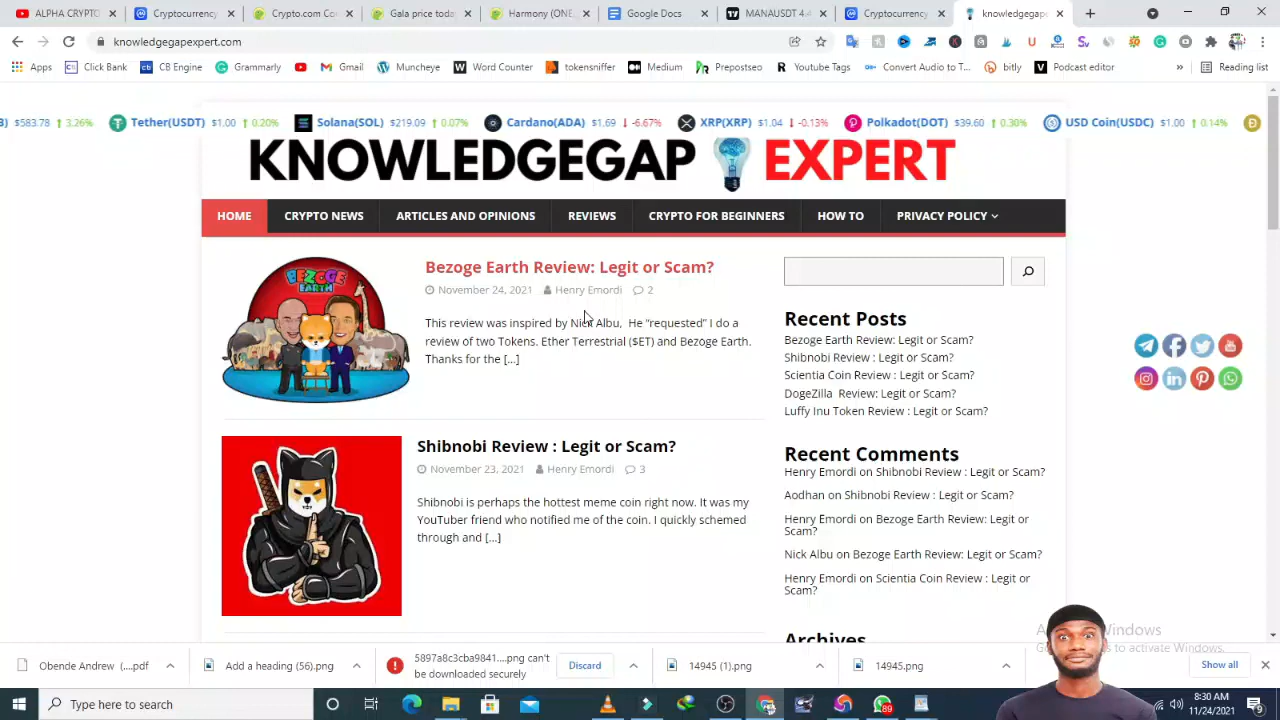 ALPHA CRYPTO
Cryptocurrency
Crypto.com Co
Gala price toda
Harmony (ONE
Google Docs
MANAUSDT 4
Cryptocurrency
knowledgegape
knowledgegapexpert.com
Apps
Click Bank
CB Engine
Grammarly
Gmail
Muncheye
Word Counter
tokensniffer
Medium
Prepostseo
Youtube Tags
Convert Audio to T...
bitly
Podcast editor
»
Reading list
) $583.78 ↑ 3.26% Tether(USDT) $1.00 ↑ 0.20% Solana(SOL) $219.09 ↑ 0.07% Cardano(ADA) $1.69 ↓ -6.67% XRP(XRP) $1.04 ↓ -0.13% Polkadot(DOT) $39.60 ↑ 0.30% USD Coin(USDC) $1.00 ↑ 0.14%
KNOWLEDGEGAP EXPERT
HOME CRYPTO NEWS ARTICLES AND OPINIONS REVIEWS CRYPTO FOR BEGINNERS HOW TO PRIVACY POLICY
BEZOGE
EARTH
Bezoge Earth Review: Legit or Scam?
November 24, 2021 Henry Emordi 2
This review was inspired by Nick Albu, He “requested” I do a
review of two Tokens. Ether Terrestrial ($ET) and Bezoge Earth.
Thanks for the [...]
Shibnobi Review : Legit or Scam?
November 23, 2021 Henry Emordi 3
Shibnobi is perhaps the hottest meme coin right now. It was my
YouTuber friend who notified me of the coin. I quickly schemed
through and [...]
Recent Posts
Bezoge Earth Review: Legit or Scam?
Shibnobi Review : Legit or Scam?
Scientia Coin Review : Legit or Scam?
DogeZilla Review: Legit or Scam?
Luffy Inu Token Review : Legit or Scam?
Recent Comments
Henry Emordi on Shibnobi Review : Legit or Scam?
Aodhan on Shibnobi Review : Legit or Scam?
Henry Emordi on Bezoge Earth Review: Legit or
Scam?
Nick Albu on Bezoge Earth Review: Legit or Scam?
Henry Emordi on Scientia Coin Review : Legit or
Scam?
Archives
Windows
to activate Windows.
Obende Andrew (....pdf
Add a heading (56).png
5897a8c3cba9841....png can't
be downloaded securely
Discard
14945 (1).png
14945.png
Show all
Type here to search
89
8:30 AM
11/24/2021